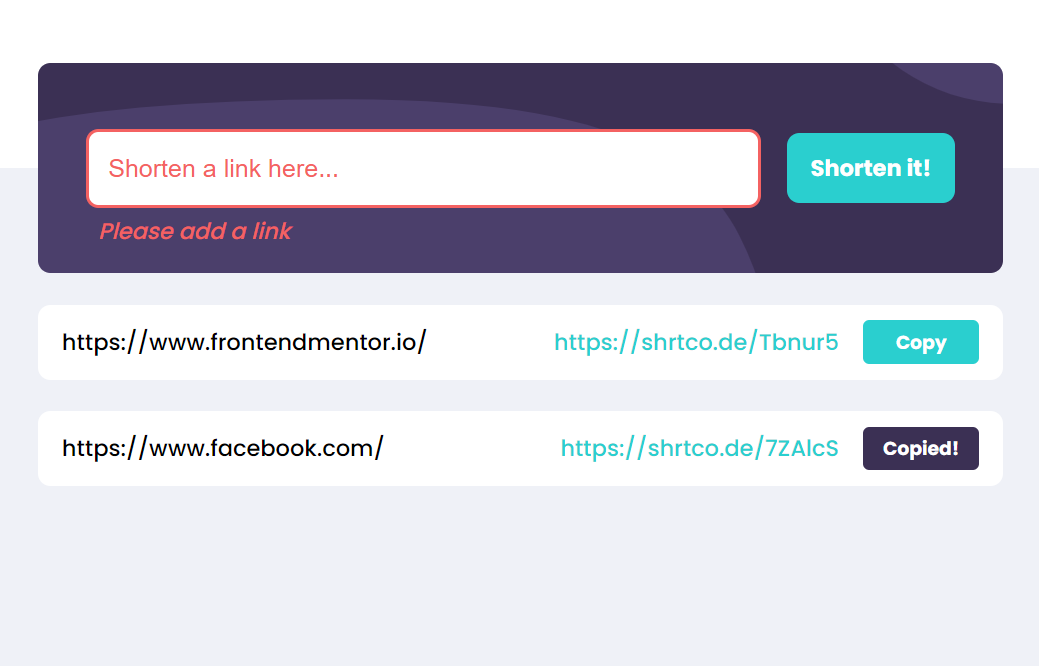 Shorten a link here...
Shorten it!
Please add a link
https://www.frontendmentor.io/
https://shrtco.de/Tbnur5
Copy
https://www.facebook.com/
https://shrtco.de/7ZAlcS
Copied!